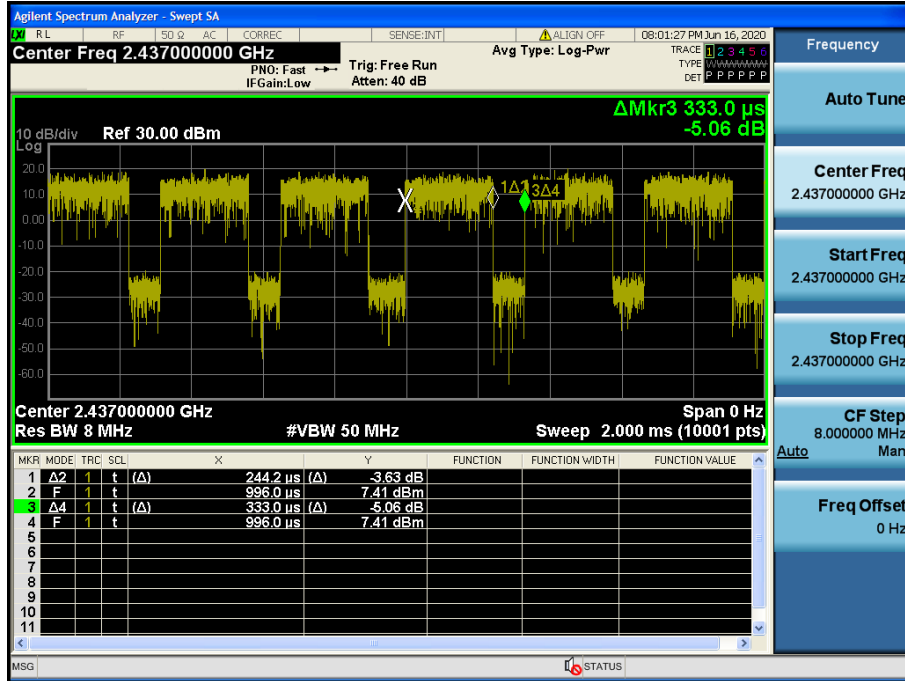 Agilent Spectrum Analyzer - Swept SA
LXI RL RF 50 Ω AC CORREC SENSE:INT ALIGN OFF 08:01:27 PM Jun 16, 2020
Center Freq 2.437000000 GHz
PNO: Fast
IFGain:Low
Trig: Free Run
Atten: 40 dB
Avg Type: Log-Pwr
TRACE 1 2 3 4 5 6
TYPE WWWWWW
DET P P P P P P
ΔMkr3 333.0 µs
-5.06 dB
10 dB/div Ref 30.00 dBm
Log
20.0
10.0
0.00
-10.0
-20.0
-30.0
-40.0
-50.0
-60.0
X
3Δ4
Center 2.437000000 GHz Span 0 Hz
Res BW 8 MHz #VBW 50 MHz Sweep 2.000 ms (10001 pts)
MKR MODE TRC SCL X Y FUNCTION FUNCTION WIDTH FUNCTION VALUE
1 Δ2 1 t (Δ) 244.2 µs (Δ) -3.63 dB
2 F 1 t 996.0 µs 7.41 dBm
3 Δ4 1 t (Δ) 333.0 µs (Δ) -5.06 dB
4 F 1 t 996.0 µs 7.41 dBm
5
6
7
8
9
10
11
MSG STATUS
Frequency
Auto Tune
Center Freq
2.437000000 GHz
Start Freq
2.437000000 GHz
Stop Freq
2.437000000 GHz
CF Step
8.000000 MHz
Auto Man
Freq Offset
0 Hz